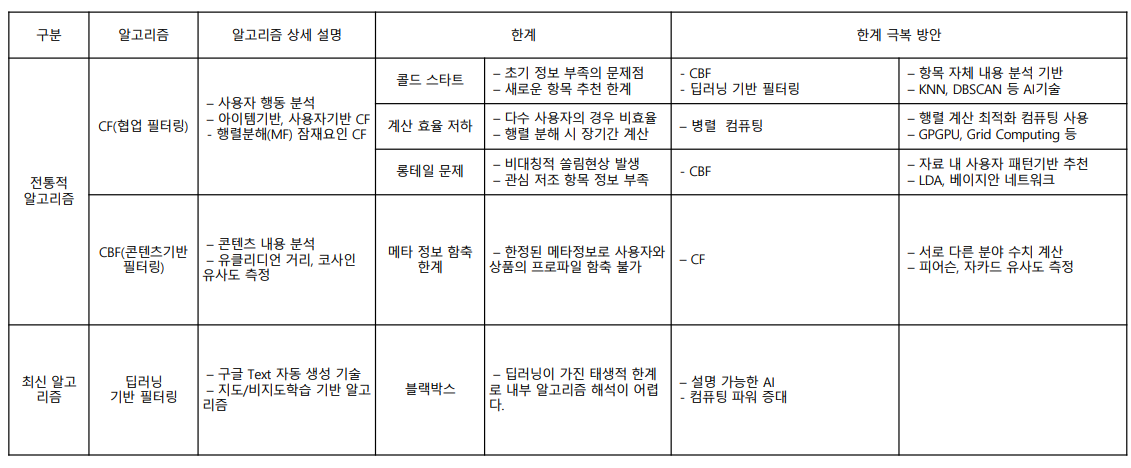 구분
알고리즘
알고리즘 상세 설명
한계
한계 극복 방안
전통적
알고리즘
CF(협업 필터링)
– 사용자 행동 분석
– 아이템기반, 사용자기반 CF
- 행렬분해(MF) 잠재요인 CF
콜드 스타트
– 초기 정보 부족의 문제점
– 새로운 항목 추천 한계
- CBF
- 딥러닝 기반 필터링
– 항목 자체 내용 분석 기반
– KNN, DBSCAN 등 AI기술
계산 효율 저하
– 다수 사용자의 경우 비효율
– 행렬 분해 시 장기간 계산
– 병렬 컴퓨팅
– 행렬 계산 최적화 컴퓨팅 사용
– GPGPU, Grid Computing 등
롱테일 문제
– 비대칭적 쏠림현상 발생
– 관심 저조 항목 정보 부족
- CBF
– 자료 내 사용자 패턴기반 추천
– LDA, 베이지안 네트워크
CBF(콘텐츠기반
필터링)
– 콘텐츠 내용 분석
– 유클리디언 거리, 코사인
유사도 측정
메타 정보 함축
한계
– 한정된 메타정보로 사용자와
상품의 프로파일 함축 불가
– CF
– 서로 다른 분야 수치 계산
– 피어슨, 자카드 유사도 측정
최신 알고
리즘
딥러닝
기반 필터링
– 구글 Text 자동 생성 기술
– 지도/비지도학습 기반 알고
리즘
블랙박스
– 딥러닝이 가진 태생적 한계
로 내부 알고리즘 해석이 어렵
다.
– 설명 가능한 AI
- 컴퓨팅 파워 증대